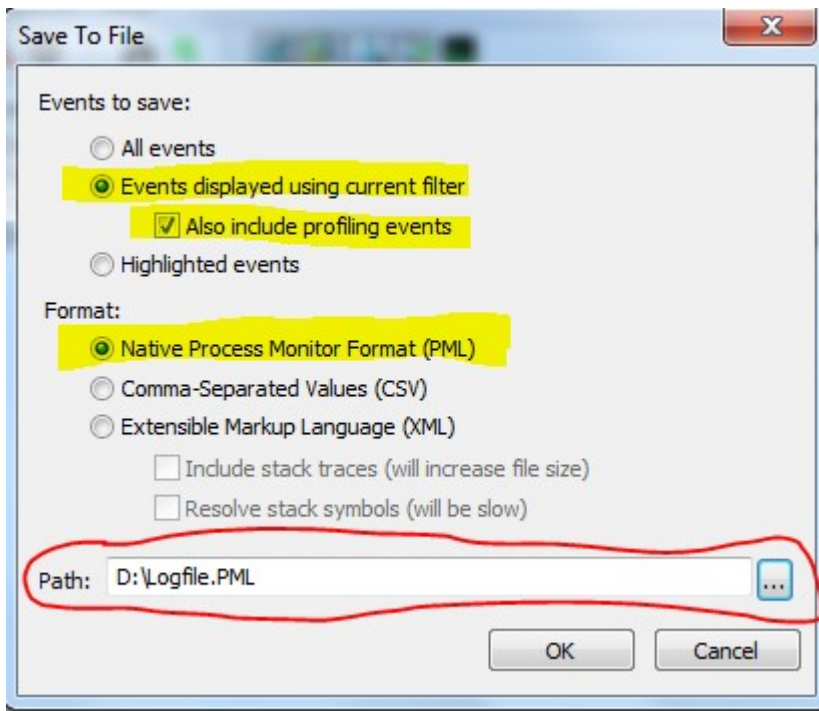 Save To File
Events to save:
All events
Events displayed using current filter
Also include profiling events
Highlighted events
Format:
Native Process Monitor Format (PML)
Comma-Separated Values (CSV)
Extensible Markup Language (XML)
Include stack traces (will increase file size)
Resolve stack symbols (will be slow)
Path: D:\Logfile.PML ...
OK Cancel